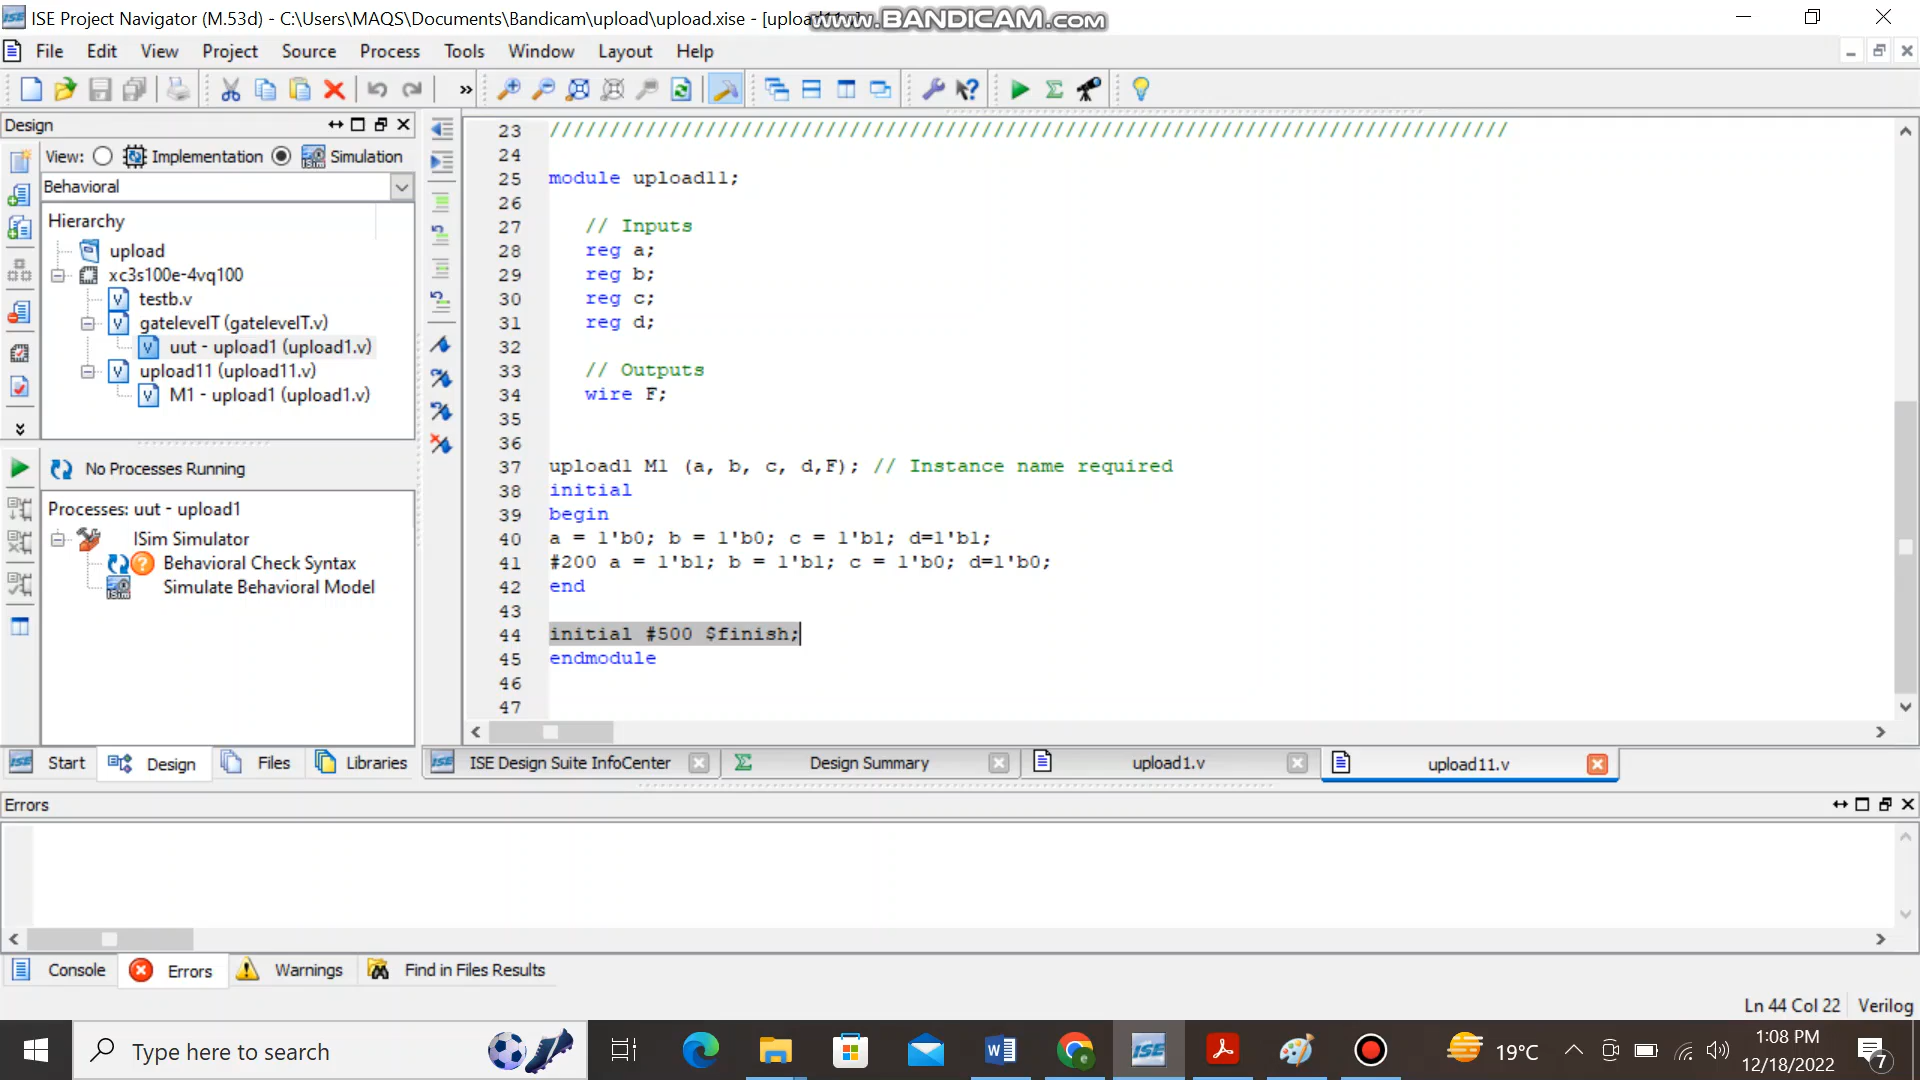 ISE Project Navigator (M.53d) - C:\Users\MAQS\Documents\Bandicam\upload\upload.xise - [upload11.v]
www.BANDICAM.com
File Edit View Project Source Process Tools Window Layout Help
Design
View: Implementation Simulation
Behavioral
Hierarchy
upload
xc3s100e-4vq100
testb.v
gatelevelT (gatelevelT.v)
uut - upload1 (upload1.v)
upload11 (upload11.v)
M1 - upload1 (upload1.v)
No Processes Running
Processes: uut - upload1
ISim Simulator
Behavioral Check Syntax
Simulate Behavioral Model
Start Design Files Libraries
23 ////////////////////////////////////////////////////////////////////////////////
24
25 module upload11;
26
27 // Inputs
28 reg a;
29 reg b;
30 reg c;
31 reg d;
32
33 // Outputs
34 wire F;
35
36
37 upload1 M1 (a, b, c, d,F); // Instance name required
38 initial
39 begin
40 a = 1'b0; b = 1'b0; c = 1'b1; d=1'b1;
41 #200 a = 1'b1; b = 1'b1; c = 1'b0; d=1'b0;
42 end
43
44 initial #500 $finish;
45 endmodule
46
47
ISE Design Suite InfoCenter Design Summary upload1.v upload11.v
Errors
Console Errors Warnings Find in Files Results
Ln 44 Col 22 Verilog
Type here to search
19°C
1:08 PM
12/18/2022
7